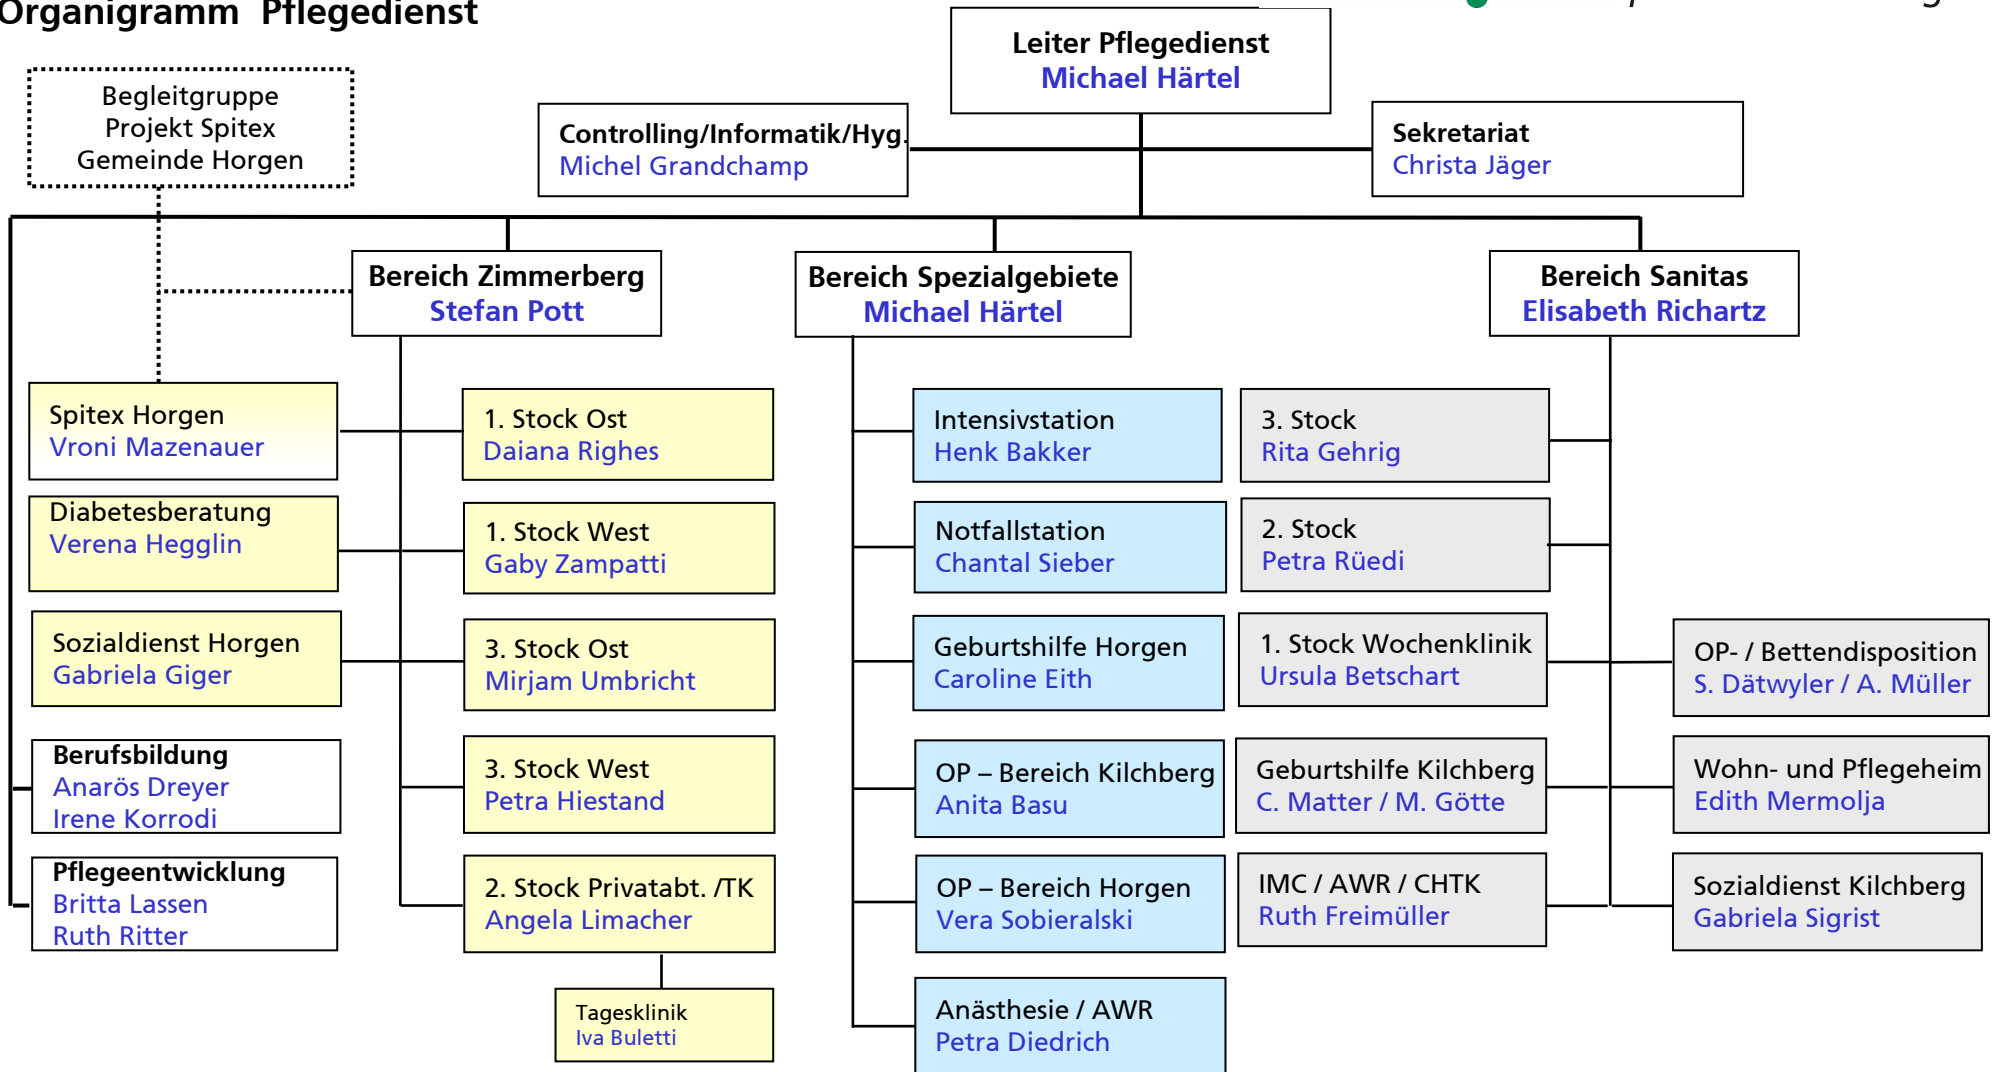 Organigramm Pflegedienst
Leiter Pflegedienst
Michael Härtel
Begleitgruppe
Projekt Spitex
Gemeinde Horgen
Controlling/Informatik/Hyg.
Michel Grandchamp
Sekretariat
Christa Jäger
Bereich Zimmerberg
Stefan Pott
Bereich Spezialgebiete
Michael Härtel
Bereich Sanitas
Elisabeth Richartz
Spitex Horgen
Vroni Mazenauer
Diabetesberatung
Verena Hegglin
Sozialdienst Horgen
Gabriela Giger
Berufsbildung
Anarös Dreyer
Irene Korrodi
Pflegeentwicklung
Britta Lassen
Ruth Ritter
1. Stock Ost
Daiana Righes
1. Stock West
Gaby Zampatti
3. Stock Ost
Mirjam Umbricht
3. Stock West
Petra Hiestand
2. Stock Privatabt. /TK
Angela Limacher
Tagesklinik
Iva Buletti
Intensivstation
Henk Bakker
Notfallstation
Chantal Sieber
Geburtshilfe Horgen
Caroline Eith
OP – Bereich Kilchberg
Anita Basu
OP – Bereich Horgen
Vera Sobieralski
Anästhesie / AWR
Petra Diedrich
3. Stock
Rita Gehrig
2. Stock
Petra Rüedi
1. Stock Wochenklinik
Ursula Betschart
Geburtshilfe Kilchberg
C. Matter / M. Götte
IMC / AWR / CHTK
Ruth Freimüller
OP- / Bettendisposition
S. Dätwyler / A. Müller
Wohn- und Pflegeheim
Edith Mermolja
Sozialdienst Kilchberg
Gabriela Sigrist